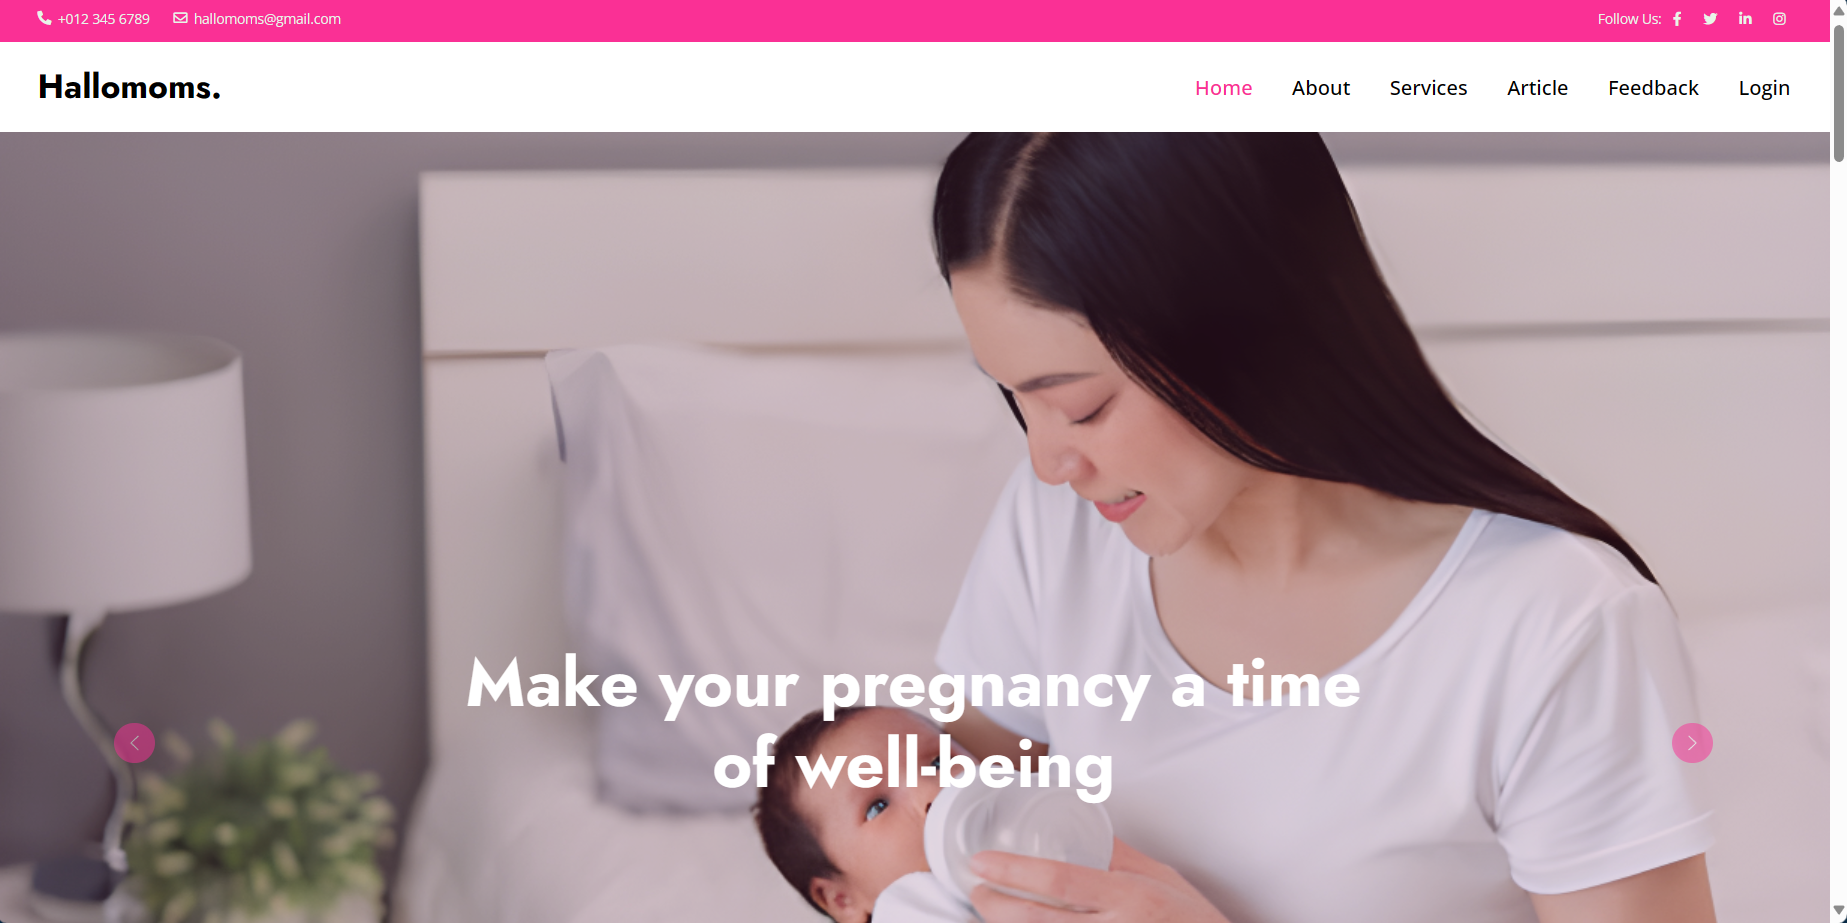 +012 345 6789 hallomoms@gmail.com Follow Us:
Hallomoms. Home About Services Article Feedback Login
Make your pregnancy a time
of well-being